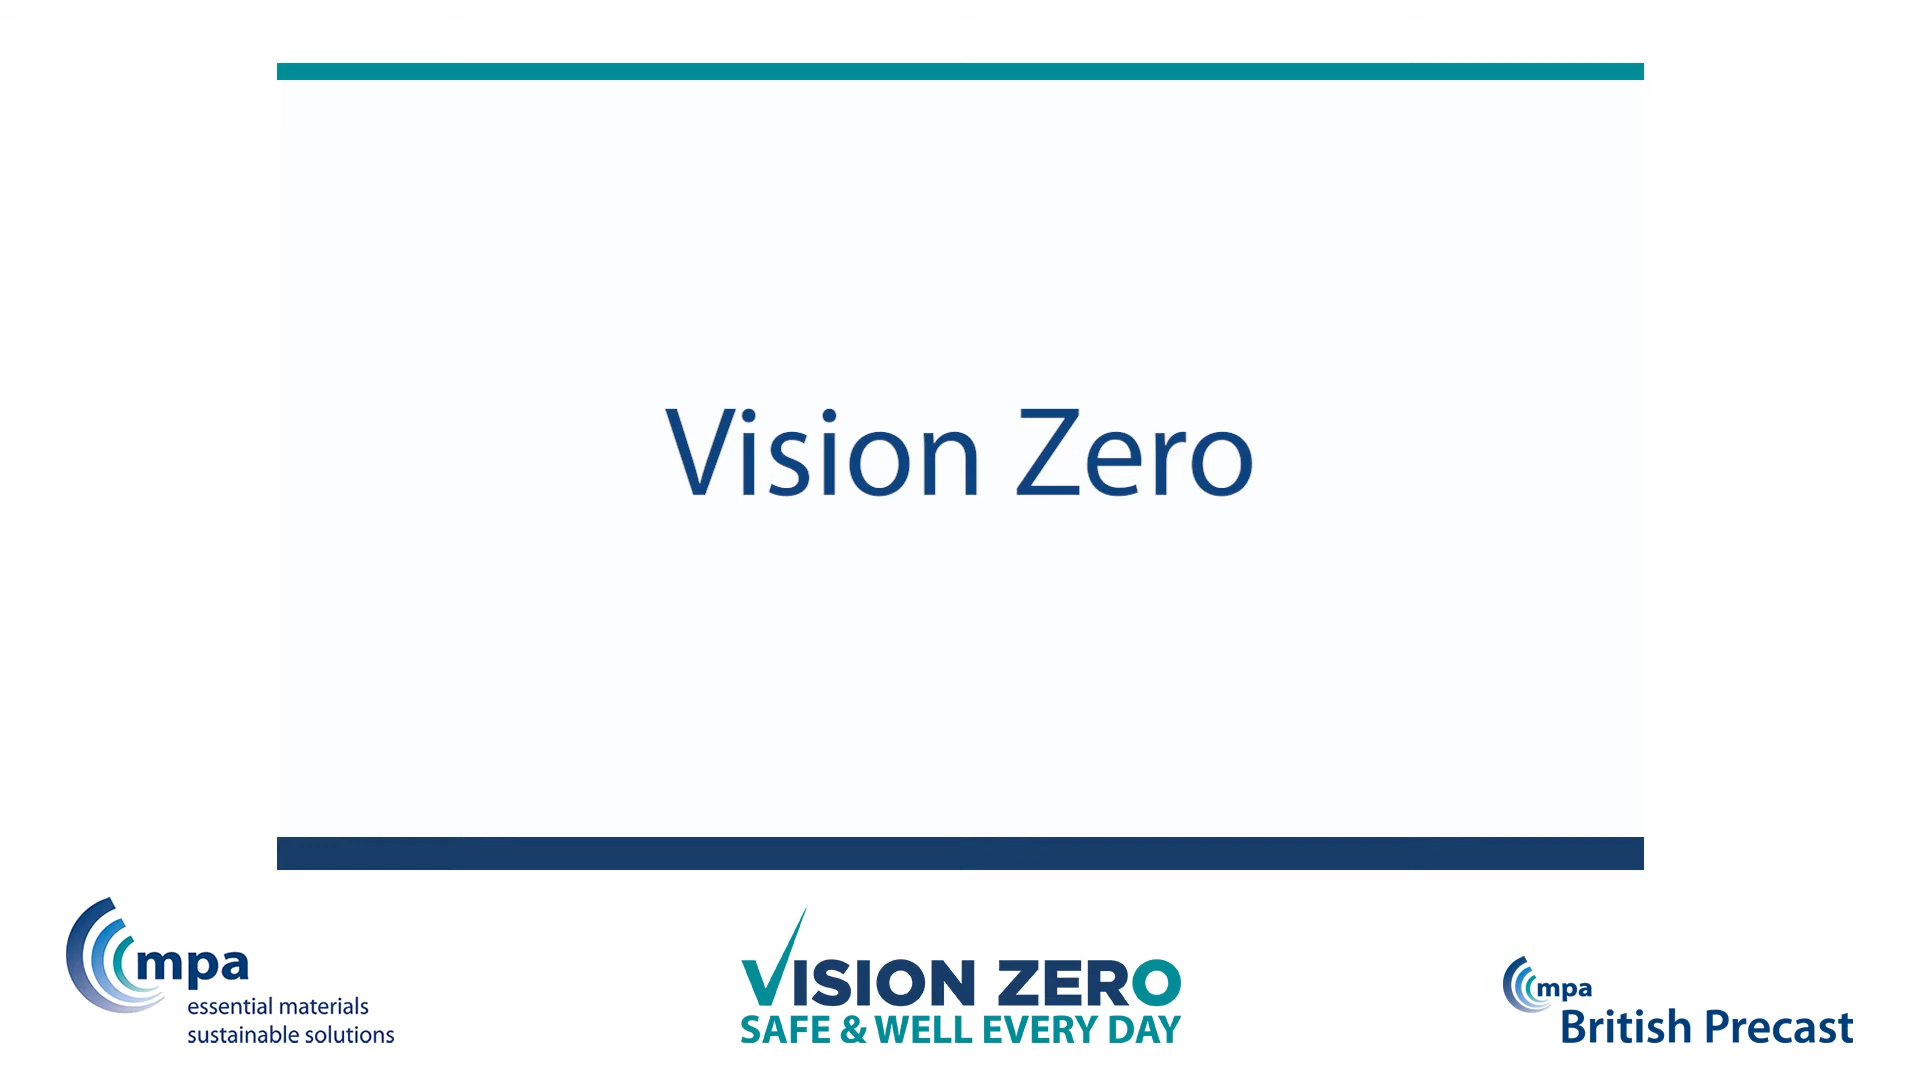 Vision Zero
mpa
essential materials
sustainable solutions
VISION ZERO
SAFE & WELL EVERY DAY
mpa
British Precast